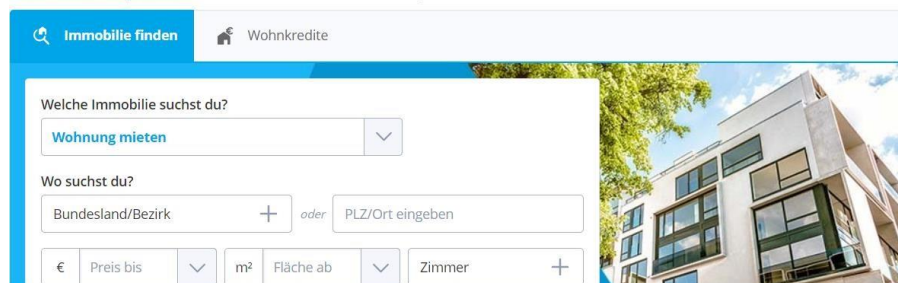 Immobilie finden
Wohnkredite
Welche Immobilie suchst du?
Wohnung mieten
Wo suchst du?
Bundesland/Bezirk oder PLZ/Ort eingeben
€ Preis bis m² Fläche ab Zimmer